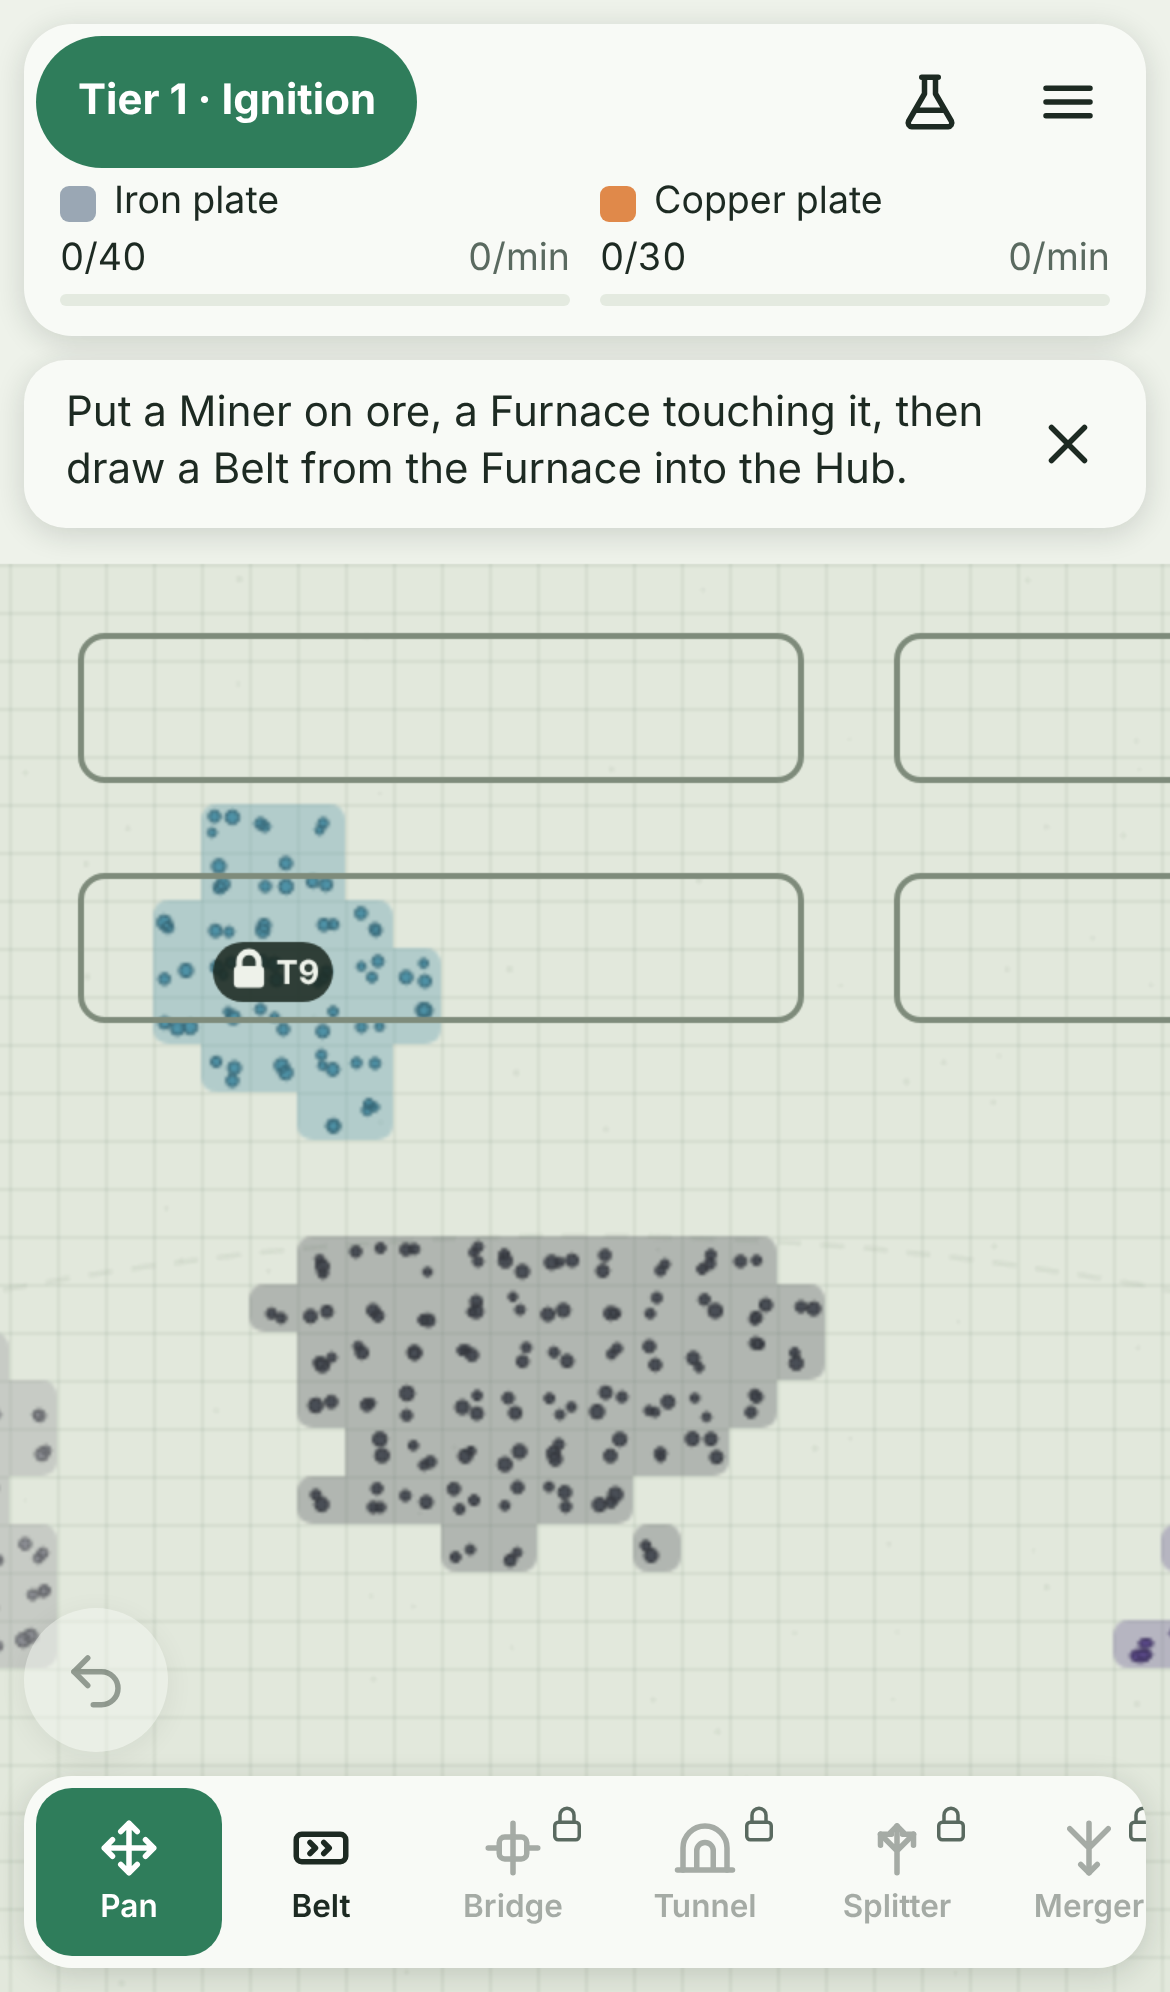 Tier 1 · Ignition
Iron plate
0/40 0/min
Copper plate
0/30 0/min
Put a Miner on ore, a Furnace touching it, then
draw a Belt from the Furnace into the Hub.
T9
Pan
Belt
Bridge
Tunnel
Splitter
Merger